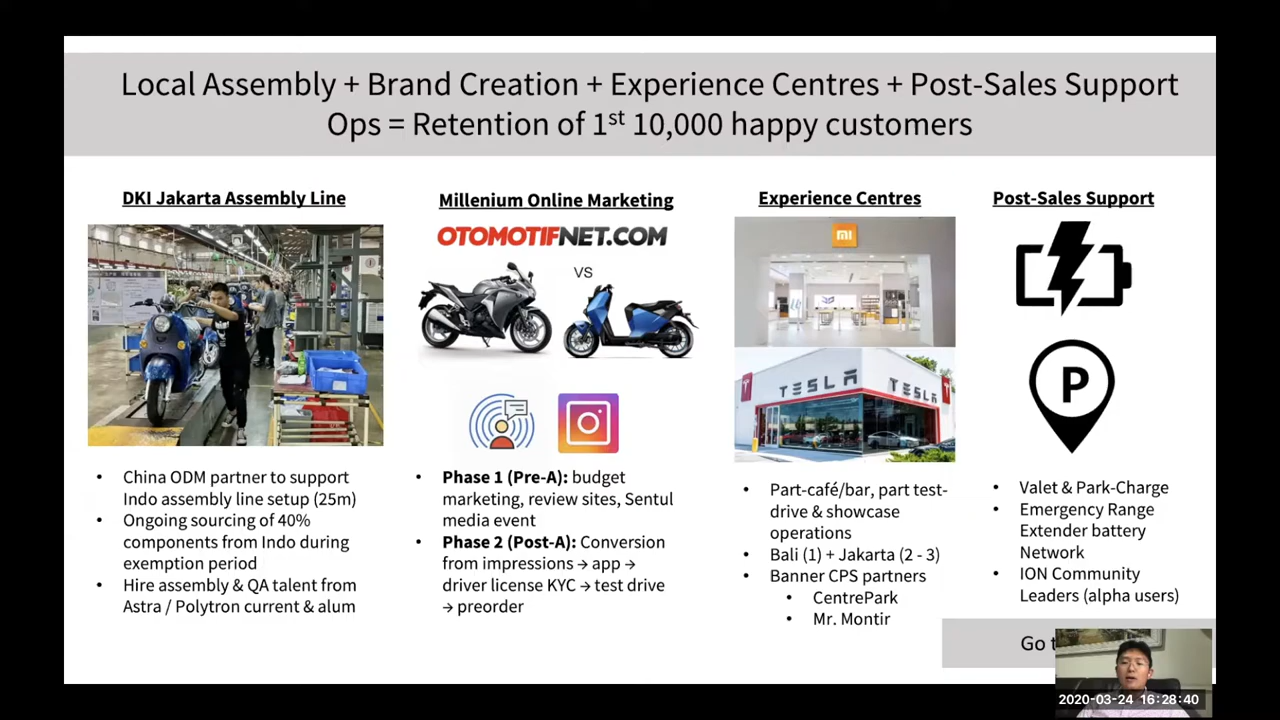 Local Assembly + Brand Creation + Experience Centres + Post-Sales Support
Ops = Retention of 1st 10,000 happy customers
DKI Jakarta Assembly Line
Millenium Online Marketing
OTOMOTIFNET.COM
VS
Experience Centres
mi
TESLA TESLA
Post-Sales Support
P
• China ODM partner to support
Indo assembly line setup (25m)
• Ongoing sourcing of 40%
components from Indo during
exemption period
• Hire assembly & QA talent from
Astra / Polytron current & alum
• Phase 1 (Pre-A): budget
marketing, review sites, Sentul
media event
• Phase 2 (Post-A): Conversion
from impressions → app →
driver license KYC → test drive
→ preorder
• Part-café/bar, part test-
drive & showcase
operations
• Bali (1) + Jakarta (2 - 3)
• Banner CPS partners
• CentrePark
• Mr. Montir
• Valet & Park-Charge
• Emergency Range
Extender battery
Network
• ION Community
Leaders (alpha users)
Go
2020-03-24 16:28:40